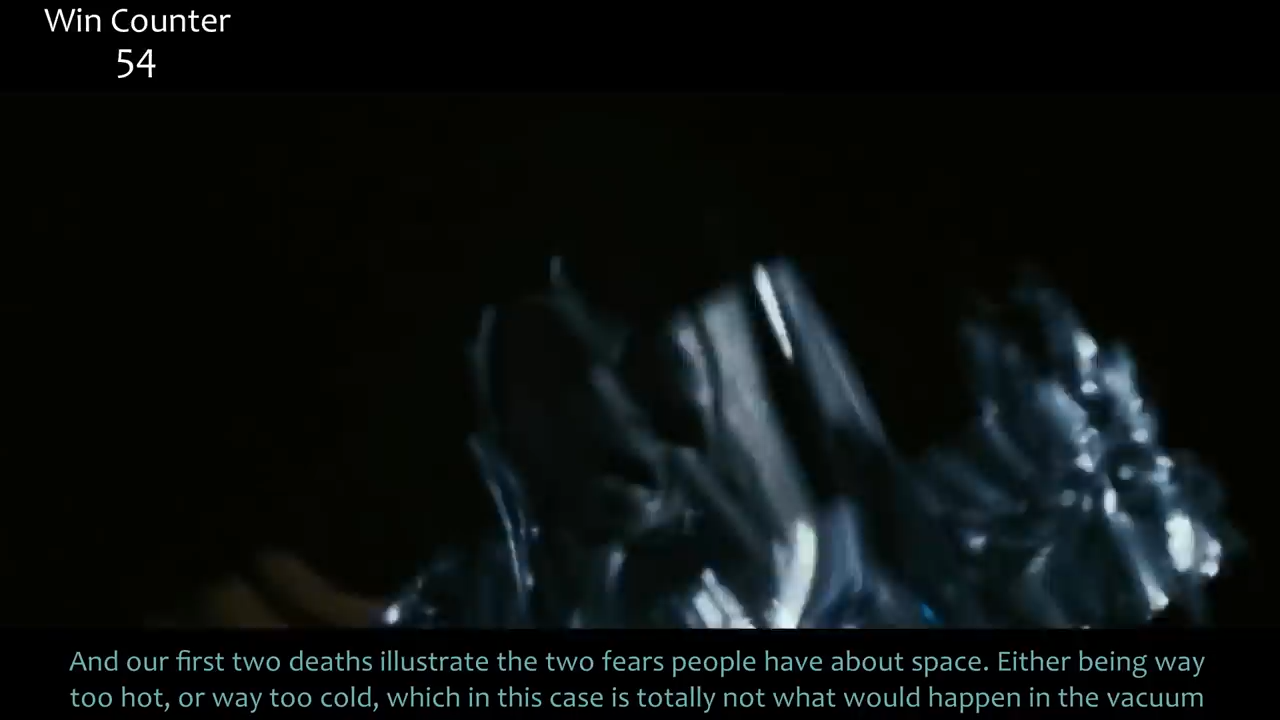 Win Counter
54
And our first two deaths illustrate the two fears people have about space. Either being way
too hot, or way too cold, which in this case is totally not what would happen in the vacuum